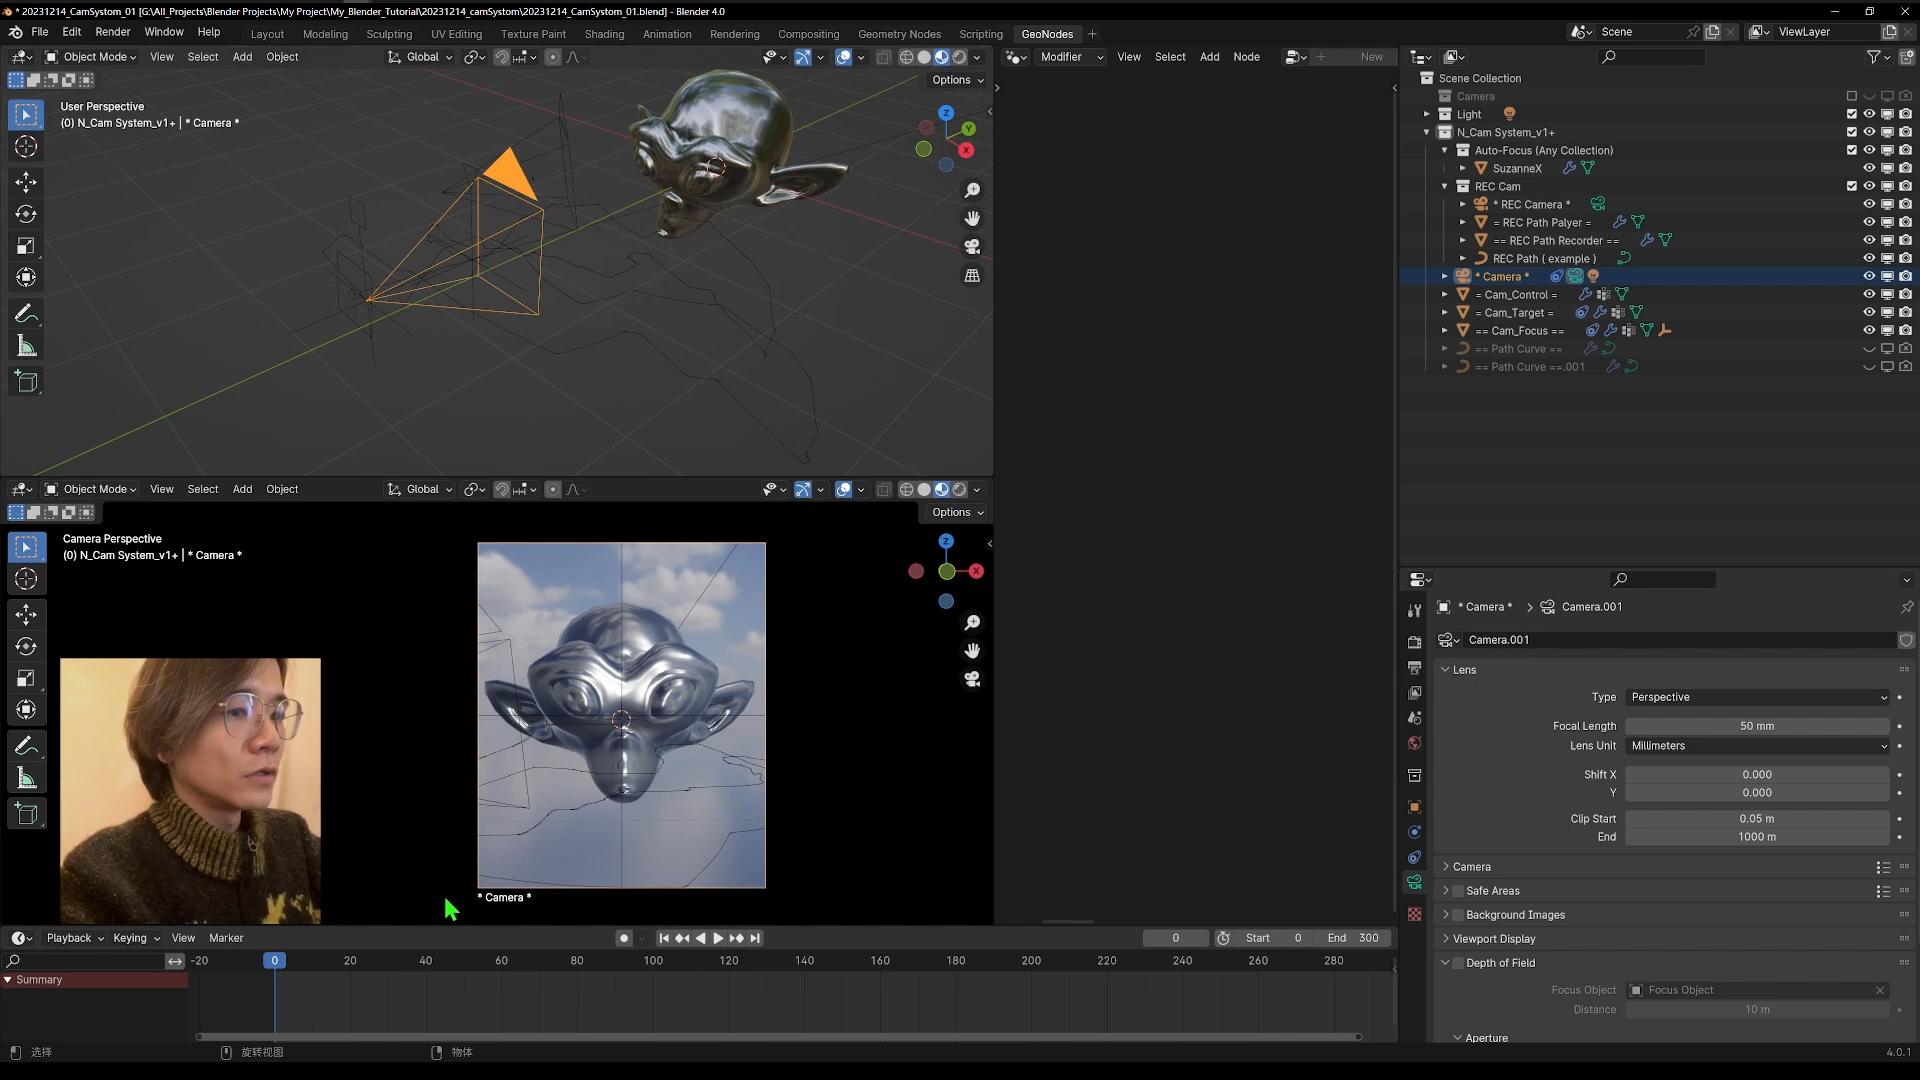 * 20231214_CamSystom_01 [G:\All_Projects\Blender Projects\My Project\My_Blender_Tutorial\20231214_camSystom\20231214_CamSystom_01.blend] - Blender 4.0
File Edit Render Window Help Layout Modeling Sculpting UV Editing Texture Paint Shading Animation Rendering Compositing Geometry Nodes Scripting GeoNodes + Scene ViewLayer
Object Mode View Select Add Object Global
Options
User Perspective
(0) N_Cam System_v1+ | * Camera *
Z
Y
X
Modifier View Select Add Node New
Scene Collection
Camera
Light
N_Cam System_v1+
Auto-Focus (Any Collection)
SuzanneX
REC Cam
* REC Camera *
= REC Path Palyer =
== REC Path Recorder ==
REC Path ( example )
* Camera *
= Cam_Control =
= Cam_Target =
== Cam_Focus ==
== Path Curve ==
== Path Curve ==.001
Object Mode View Select Add Object Global
Options
Camera Perspective
(0) N_Cam System_v1+ | * Camera *
Z
X
* Camera *
* Camera * > Camera.001
Camera.001
Lens
Type Perspective
Focal Length 50 mm
Lens Unit Millimeters
Shift X 0.000
Y 0.000
Clip Start 0.05 m
End 1000 m
Camera
Safe Areas
Background Images
Viewport Display
Depth of Field
Focus Object Focus Object
Distance 10 m
Aperture
Playback Keying View Marker 0 Start 0 End 300
-20 0 20 40 60 80 100 120 140 160 180 200 220 240 260 280
Summary
选择 旋转视图 物体 4.0.1